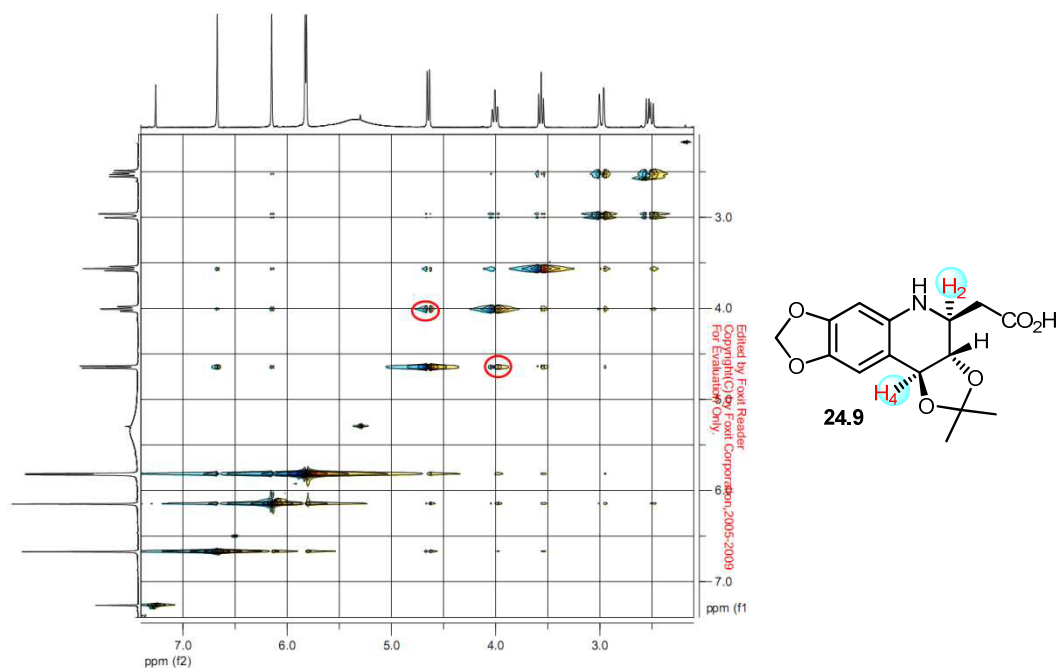 3.0
4.0
5.0
6.0
7.0
ppm (f1
7.0
6.0
5.0
4.0
3.0
ppm (f2)
Edited by Foxit Reader
Copyright(C) by Foxit Corporation,2005-2009
For Evaluation Only.
H
N
H2
CO2H
O
O
H
H4
O
O
24.9